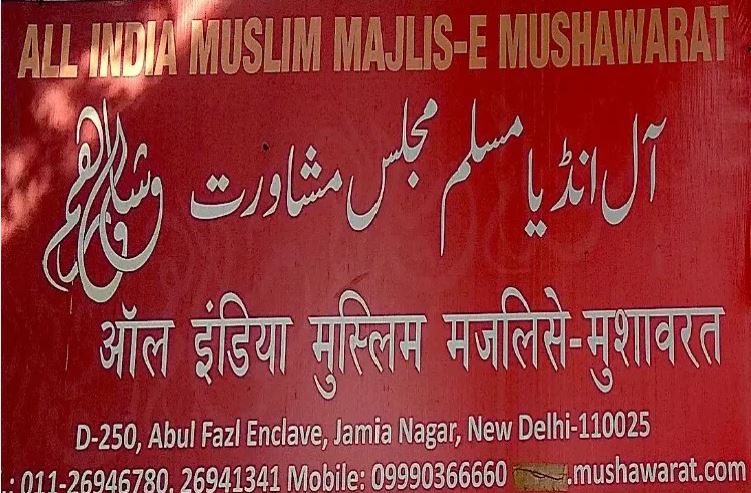 ALL INDIA MUSLIM MAJLIS-E MUSHAWARAT
آل انڈیا مسلم مجلس مشاورت
ऑल इंडिया मुस्लिम मजलिसे-मुशावरत
D-250, Abul Fazl Enclave, Jamia Nagar, New Delhi-110025
.: 011-26946780, 26941341 Mobile: 09990366660 .mushawarat.com